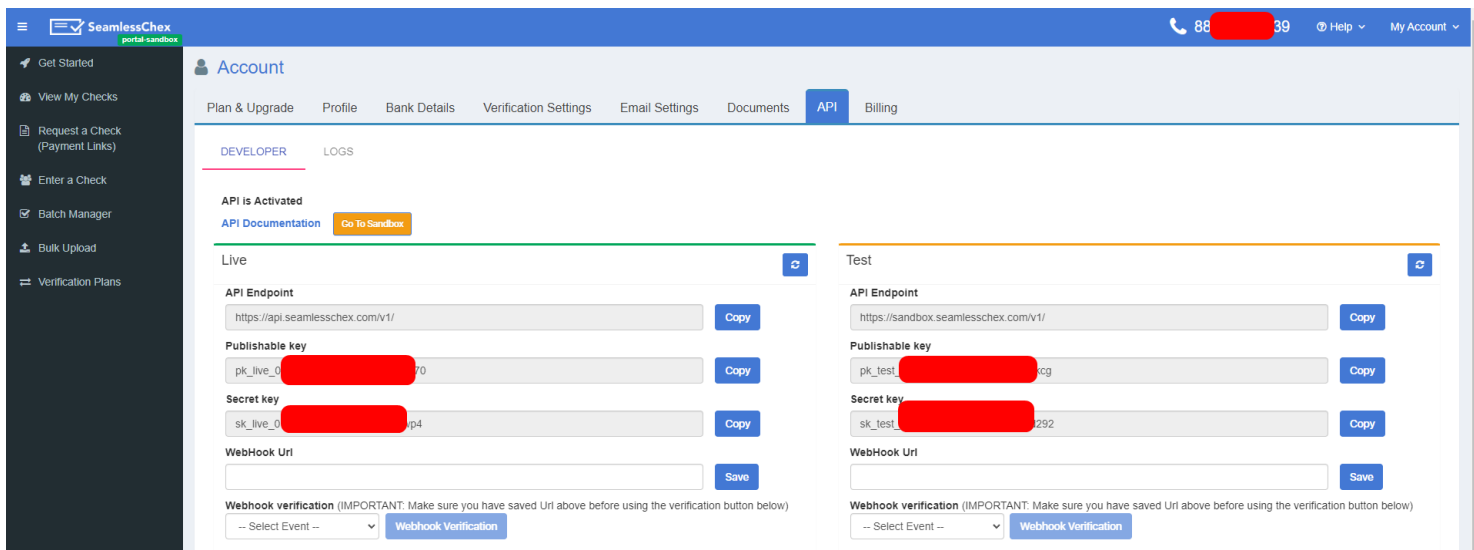 SeamlessChex
portal-sandbox
88 39
Help
My Account
Get Started
View My Checks
Request a Check
(Payment Links)
Enter a Check
Batch Manager
Bulk Upload
Verification Plans
Account
Plan & Upgrade
Profile
Bank Details
Verification Settings
Email Settings
Documents
API
Billing
DEVELOPER
LOGS
API is Activated
API Documentation
Go To Sandbox
Live
API Endpoint
https://api.seamlesschex.com/v1/
Copy
Publishable key
pk_live_0 70
Copy
Secret key
sk_live_0 vp4
Copy
WebHook Url
Save
Webhook verification (IMPORTANT: Make sure you have saved Url above before using the verification button below)
-- Select Event --
Webhook Verification
Test
API Endpoint
https://sandbox.seamlesschex.com/v1/
Copy
Publishable key
pk_test_ kcg
Copy
Secret key
sk_test_ 292
Copy
WebHook Url
Save
Webhook verification (IMPORTANT: Make sure you have saved Url above before using the verification button below)
-- Select Event --
Webhook Verification